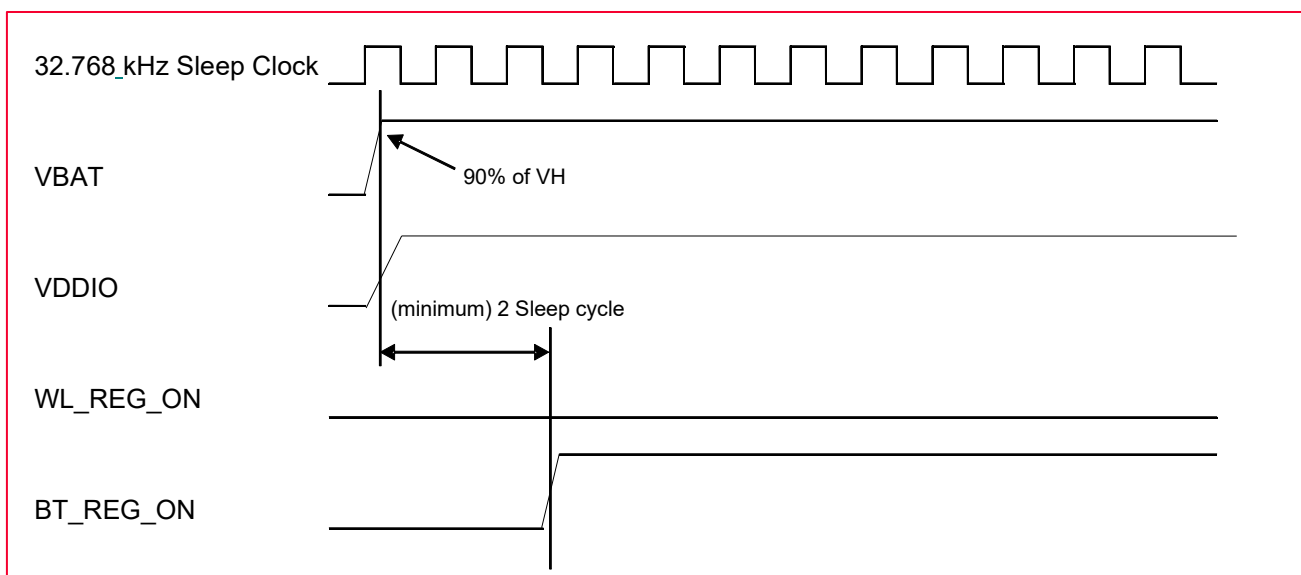 32.768 kHz Sleep Clock
90% of VH
VBAT
VDDIO
(minimum) 2 Sleep cycle
WL_REG_ON
BT_REG_ON